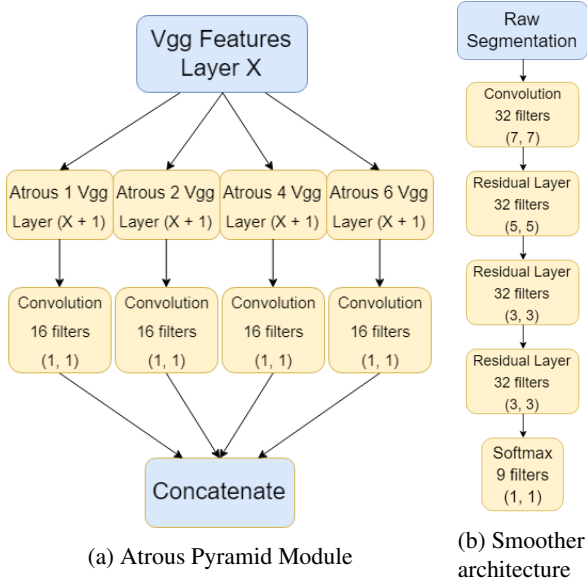 Vgg Features
Layer X
Atrous 1 Vgg
Layer (X + 1)
Atrous 2 Vgg
Layer (X + 1)
Atrous 4 Vgg
Layer (X + 1)
Atrous 6 Vgg
Layer (X + 1)
Convolution
16 filters
(1, 1)
Convolution
16 filters
(1, 1)
Convolution
16 filters
(1, 1)
Convolution
16 filters
(1, 1)
Concatenate
(a) Atrous Pyramid Module
Raw
Segmentation
Convolution
32 filters
(7, 7)
Residual Layer
32 filters
(5, 5)
Residual Layer
32 filters
(3, 3)
Residual Layer
32 filters
(3, 3)
Softmax
9 filters
(1, 1)
(b) Smoother
architecture